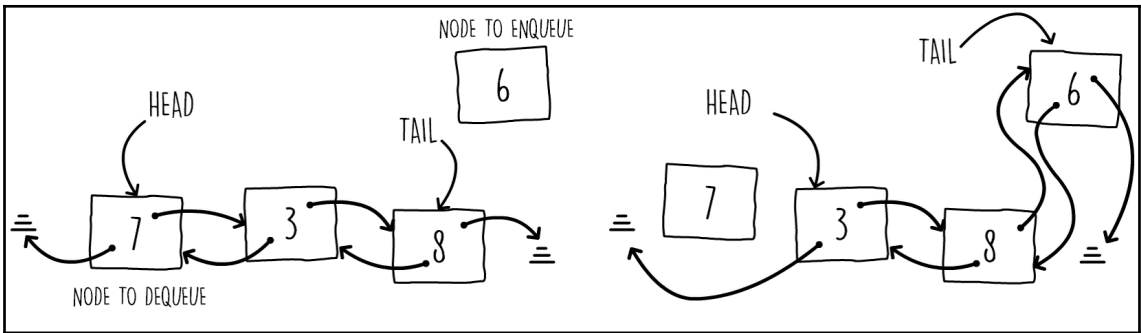 NODE TO ENQUEUE
6
HEAD
TAIL
7
3
8
NODE TO DEQUEUE
TAIL
6
HEAD
7
3
8